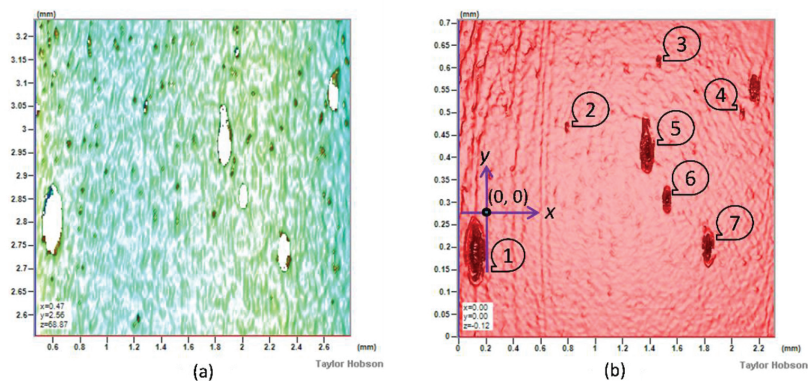 (mm)
3.2
3.15
3.1
3.05
3
2.95
2.9
2.85
2.8
2.75
2.7
2.65
2.6
x=0.47
y=2.56
z=68.87
0.6 0.8 1 1.2 1.4 1.6 1.8 2 2.2 2.4 2.6 (mm)
Taylor Hobson
(a)
(mm)
0.7
0.65
0.6
0.55
0.5
0.45
0.4
0.35
0.3
0.25
0.2
0.15
0.1
0.05
0
3
4
2
5
y
6
(0, 0)
x
7
1
x=0.00
y=0.00
z=-0.12
0 0.2 0.4 0.6 0.8 1 1.2 1.4 1.6 1.8 2 2.2 (mm)
Taylor Hobson
(b)